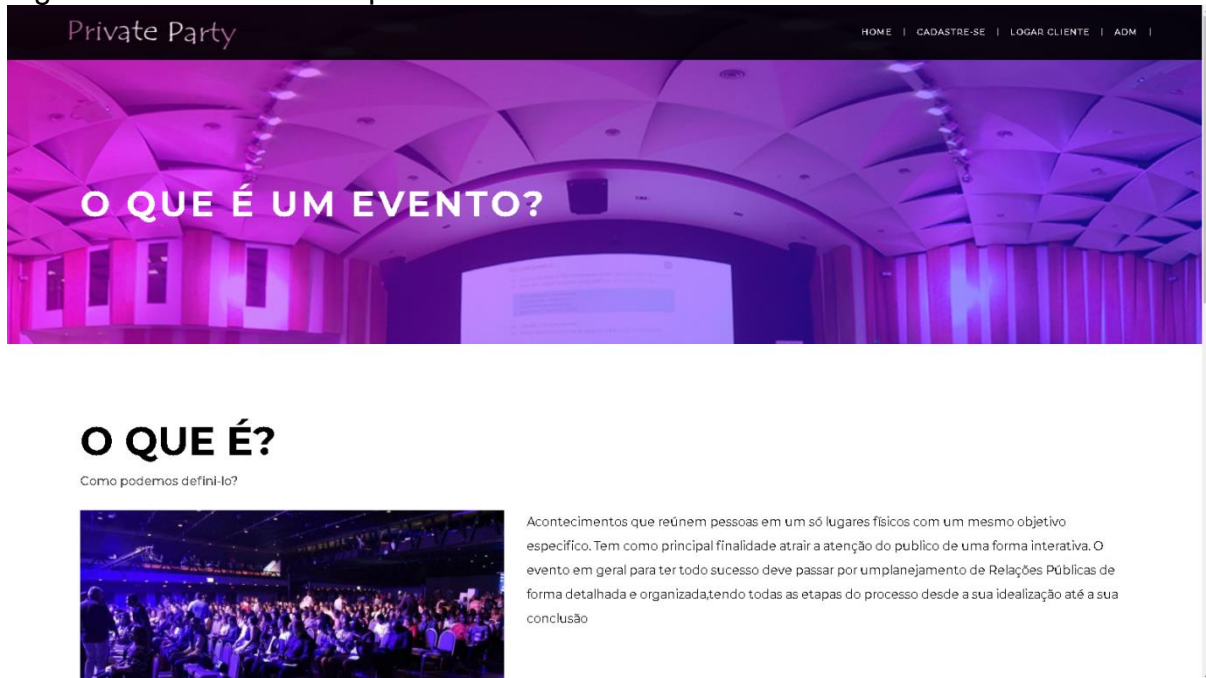 Private Party
HOME | CADASTRE-SE | LOGAR CLIENTE | ADM |
O QUE É UM EVENTO?
O QUE É?
Como podemos defini-lo?
Acontecimentos que reúnem pessoas em um só lugares físicos com um mesmo objetivo
especifico. Tem como principal finalidade atrair a atenção do publico de uma forma interativa. O
evento em geral para ter todo sucesso deve passar por umplanejamento de Relações Públicas de
forma detalhada e organizada,tendo todas as etapas do processo desde a sua idealização até a sua
conclusão